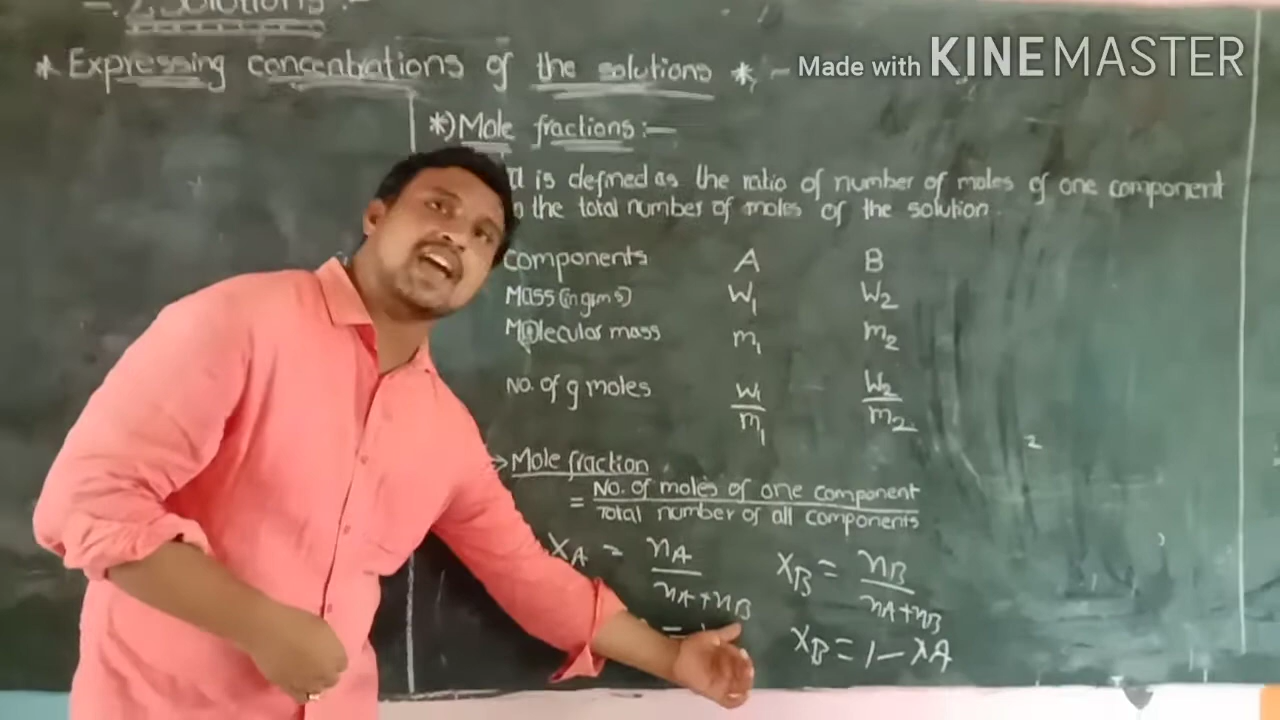 2. Solutions :-
* Expressing concentrations of the solutions * -
Made with KINEMASTER
*) Mole fractions :-
It is defined as the ratio of number of moles of one component
to the total number of moles of the solution.
Components A B
Mass (in gms) W1 W2
Molecular mass m1 m2
No. of g moles W1/m1 W2/m2
→ Mole fraction
= No. of moles of one component / Total number of all components
XA = nA / nA+nB XB = nB / nA+nB
XB = 1 - XA